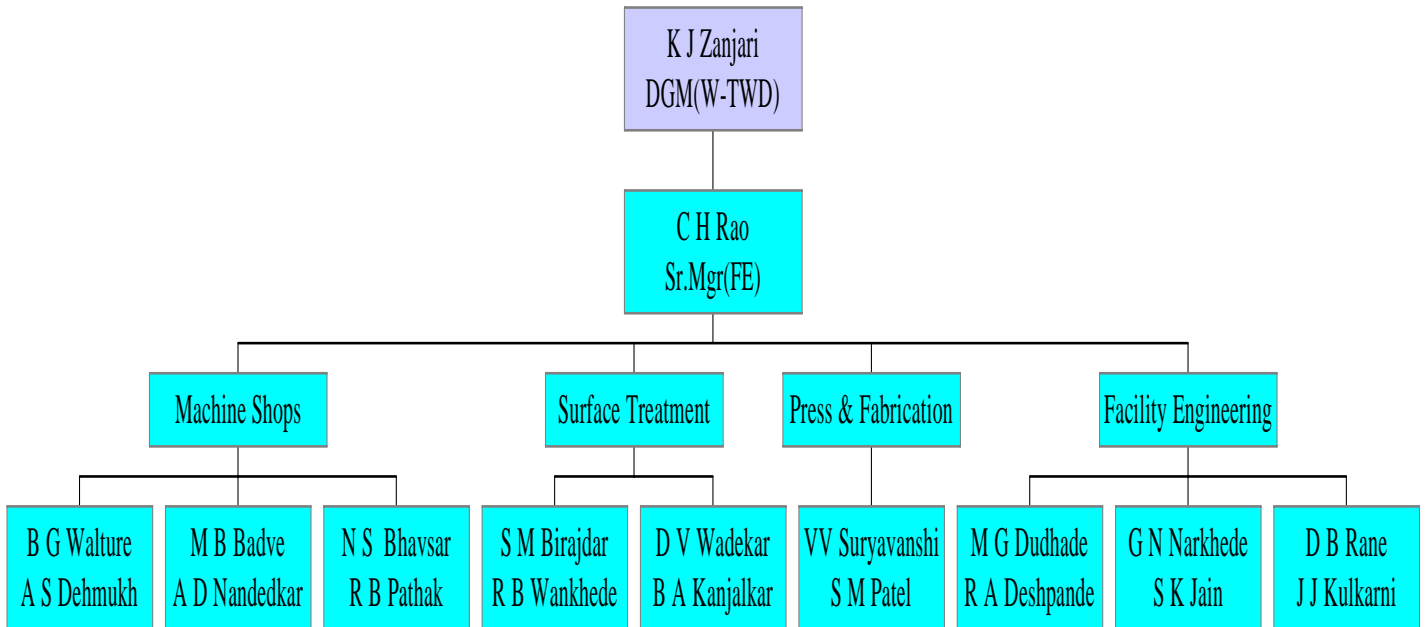 K J Zanjari
DGM(W-TWD)
C H Rao
Sr.Mgr(FE)
Machine Shops
Surface Treatment
Press & Fabrication
Facility Engineering
B G Walture
A S Dehmukh
M B Badve
A D Nandedkar
N S Bhavsar
R B Pathak
S M Birajdar
R B Wankhede
D V Wadekar
B A Kanjalkar
VV Suryavanshi
S M Patel
M G Dudhade
R A Deshpande
G N Narkhede
S K Jain
D B Rane
J J Kulkarni